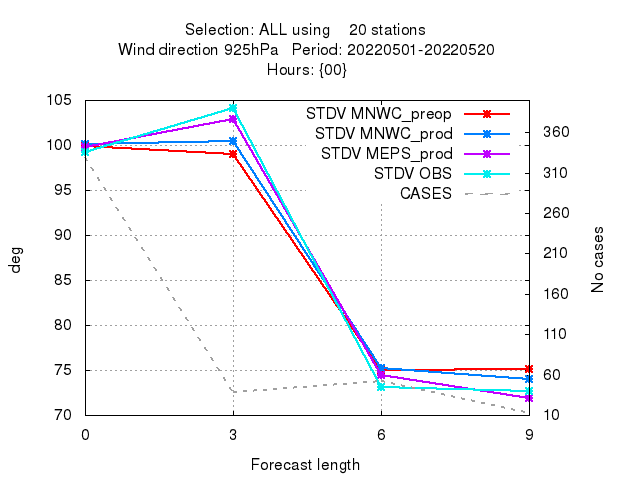 Selection: ALL using 20 stations
Wind direction 925hPa Period: 20220501-20220520
Hours: {00}
105
100
95
90
85
80
75
70
deg
STDV MNWC_preop
STDV MNWC_prod
STDV MEPS_prod
STDV OBS
CASES
360
310
260
210
160
110
60
10
No cases
0 3 6 9
Forecast length